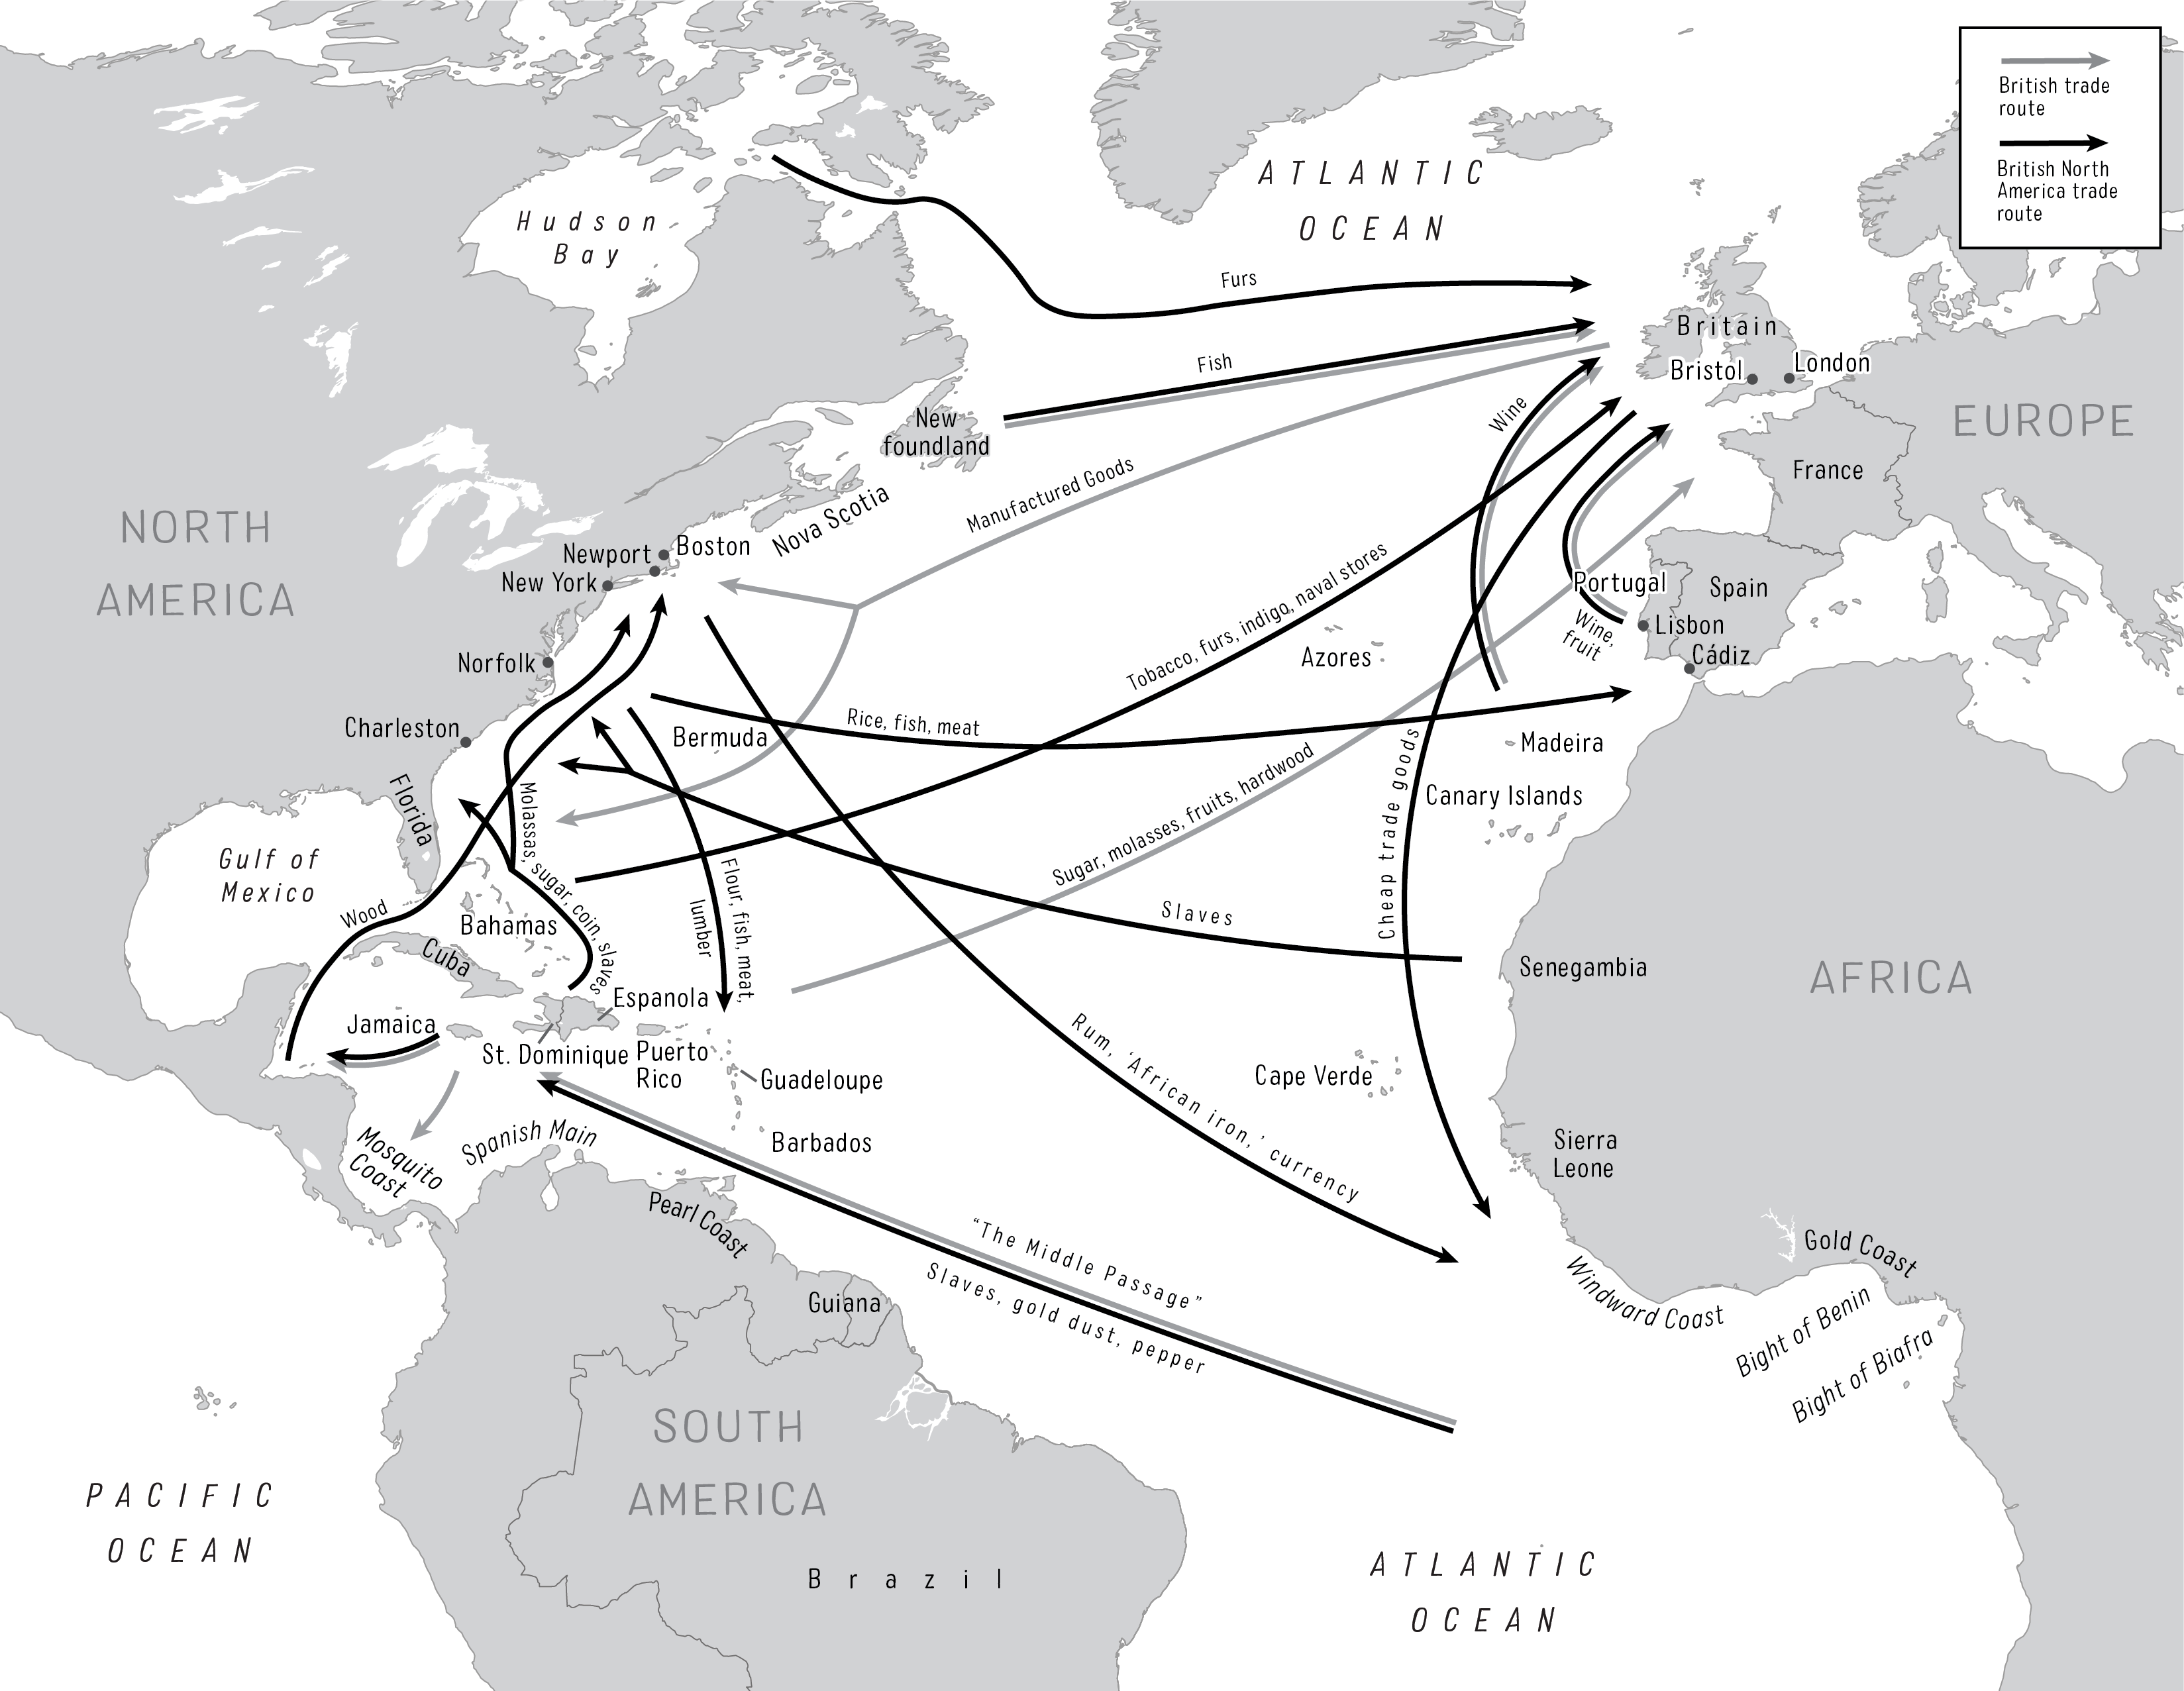 British trade
route
British North
America trade
route
ATLANTIC
OCEAN
Hudson
Bay
Furs
Britain
Bristol
London
Fish
New
foundland
Wine
EUROPE
France
Manufactured Goods
Nova Scotia
NORTH
AMERICA
Newport
Boston
New York
Portugal
Spain
Lisbon
Wine,
fruit
Cádiz
Tobacco, furs, indigo, naval stores
Azores
Norfolk
Charleston
Rice, fish, meat
Bermuda
Madeira
Canary Islands
Cheap trade goods
Sugar, molasses, fruits, hardwood
Florida
Molassas, sugar, coin, slaves
Flour, fish, meat,
lumber
Gulf of
Mexico
Wood
Bahamas
Cuba
Slaves
Senegambia
AFRICA
Espanola
Jamaica
St. Dominique
Puerto
Rico
Guadeloupe
Barbados
Rum, ‘African iron,’ currency
Cape Verde
Mosquito
Coast
Spanish Main
Pearl Coast
Sierra
Leone
“The Middle Passage”
Slaves, gold dust, pepper
Guiana
Gold Coast
Windward Coast
Bight of Benin
Bight of Biafra
SOUTH
AMERICA
PACIFIC
OCEAN
Brazil
ATLANTIC
OCEAN